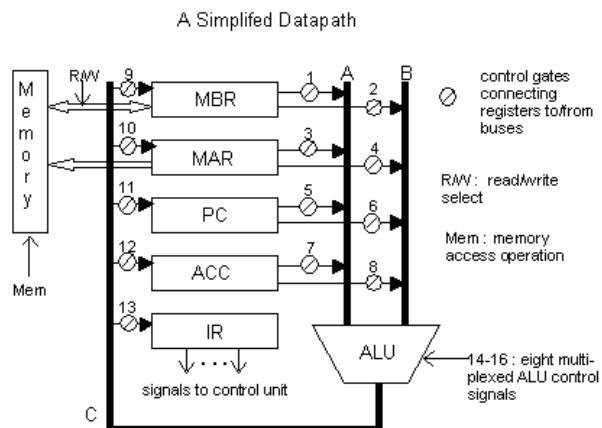 A Simplifed Datapath
R/W
9
1
A
B
2
control gates
connecting
registers to/from
buses
Memory
MBR
10
3
MAR
4
R/W : read/write
select
11
5
PC
6
Mem : memory
access operation
12
7
ACC
8
Mem
13
IR
ALU
14-16 : eight multi-
plexed ALU control
signals
signals to control unit
C